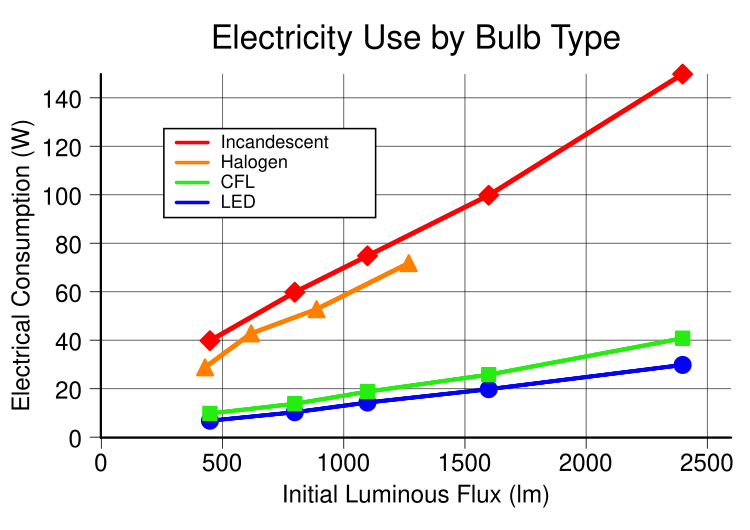 Electricity Use by Bulb Type
Electrical Consumption (W)
140
120
100
80
60
40
20
0
Incandescent
Halogen
CFL
LED
0 500 1000 1500 2000 2500
Initial Luminous Flux (lm)